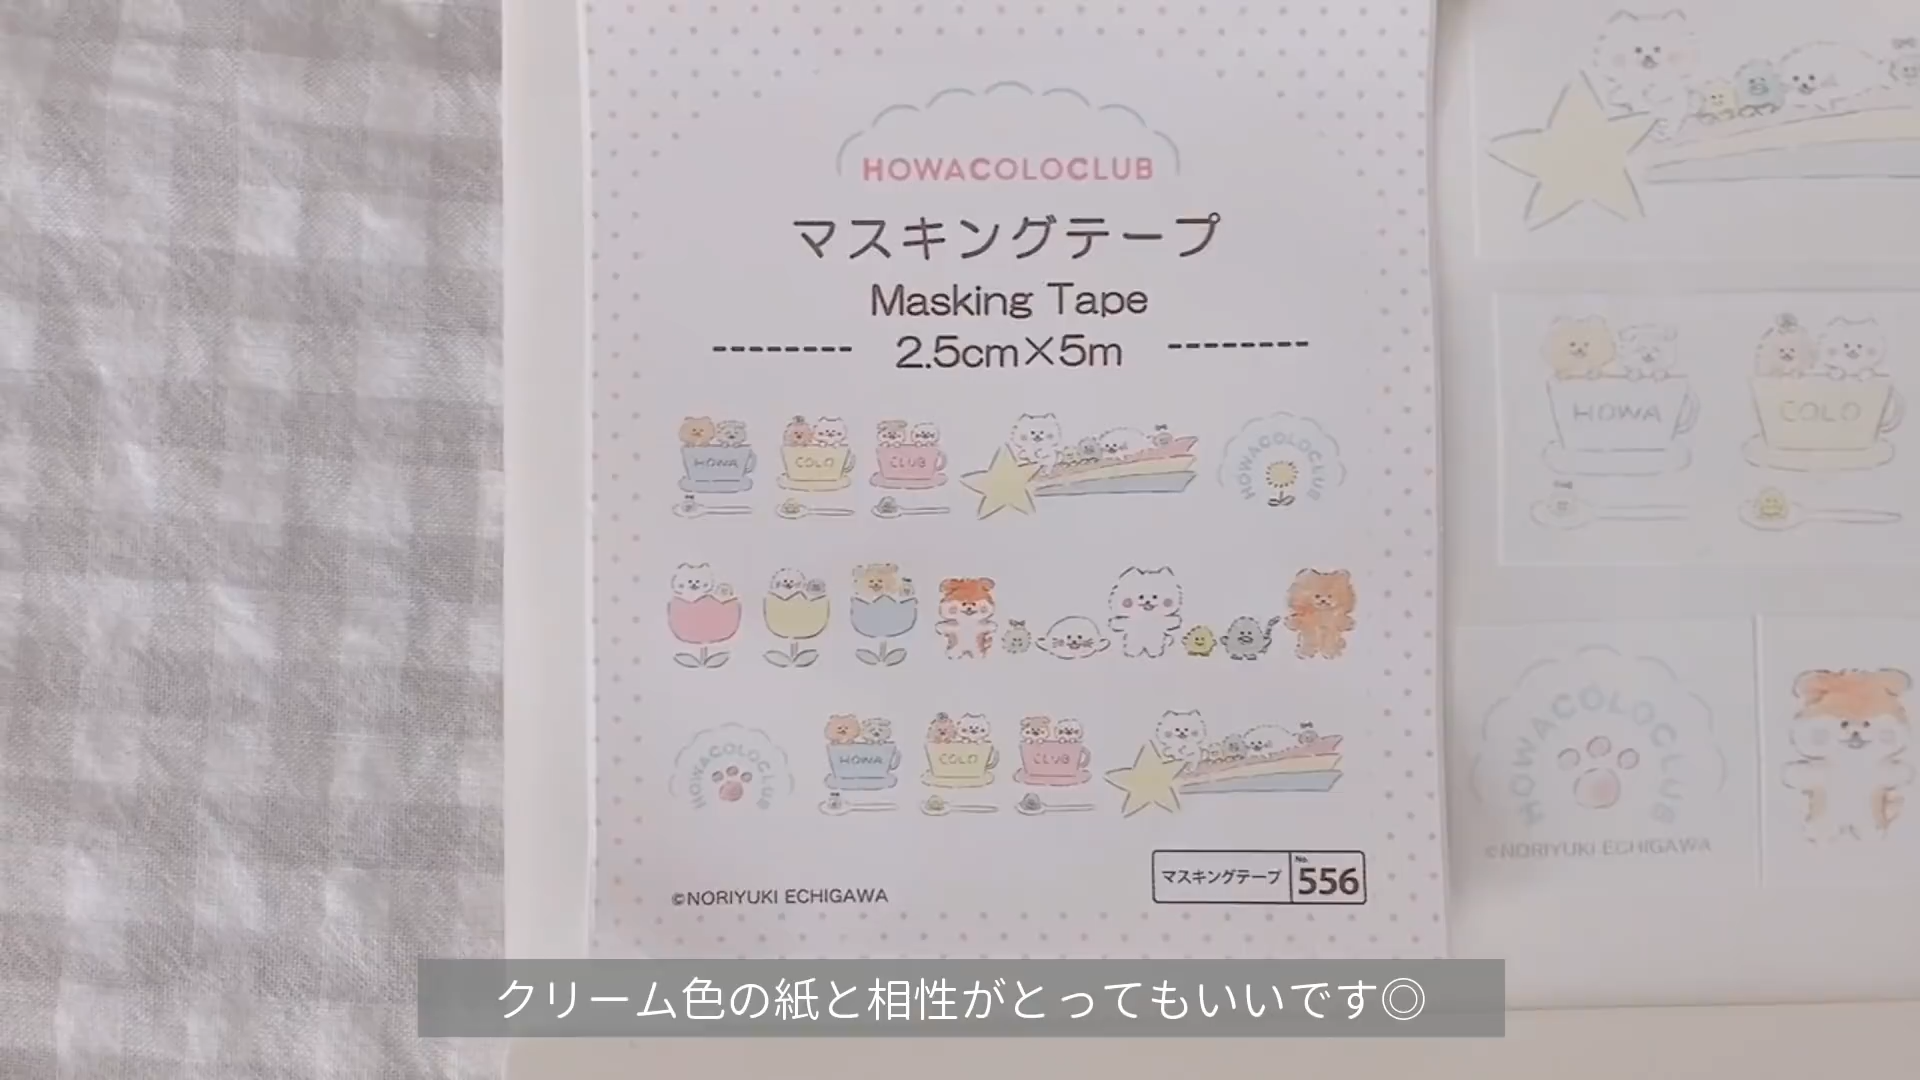 HOWACOLOCLUB
マスキングテープ
Masking Tape
2.5cm×5m
HOWA
COLO
CLUB
HOWACOLOCLUB
HOWACOLOCLUB
HOWA
COLO
CLUB
©NORIYUKI ECHIGAWA
マスキングテープ
No.
556
HOWA
COLO
HOWACOLOCLUB
©NORIYUKI ECHIGAWA
クリーム色の紙と相性がとってもいいです◎